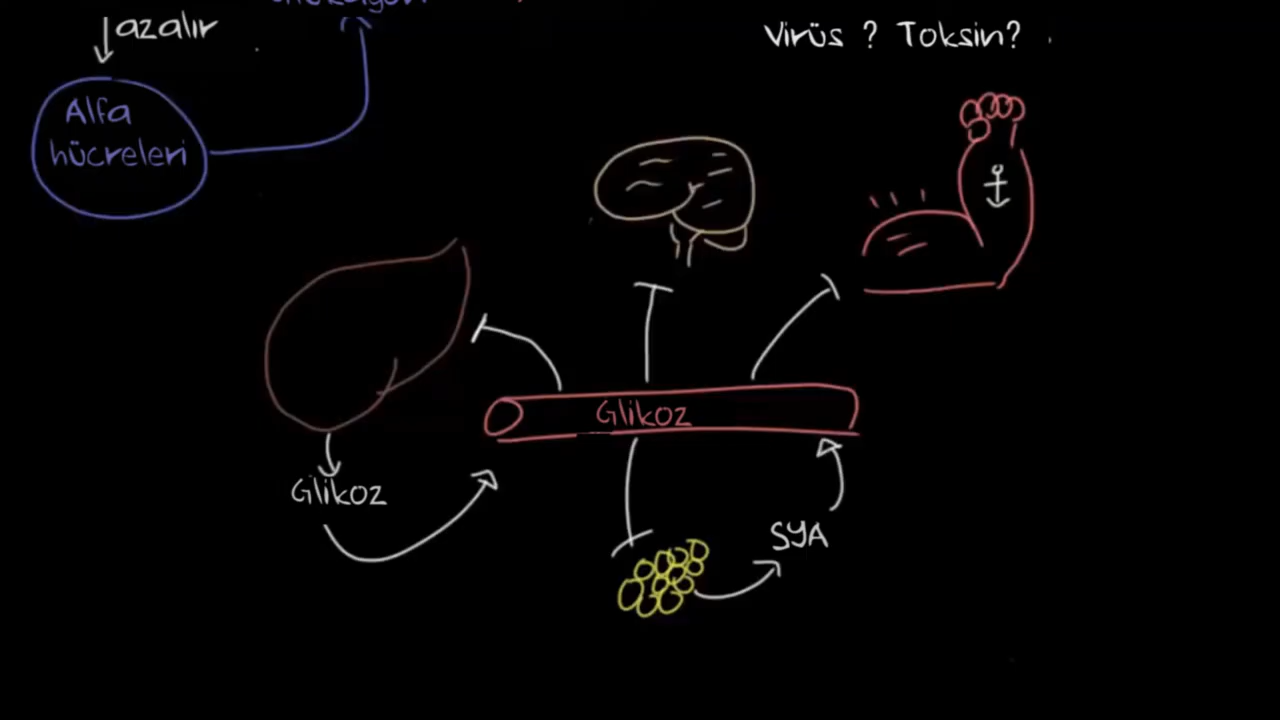 azalır
Virüs ? Toksin?
Alfa
hücreleri
Glikoz
Glikoz
SYA